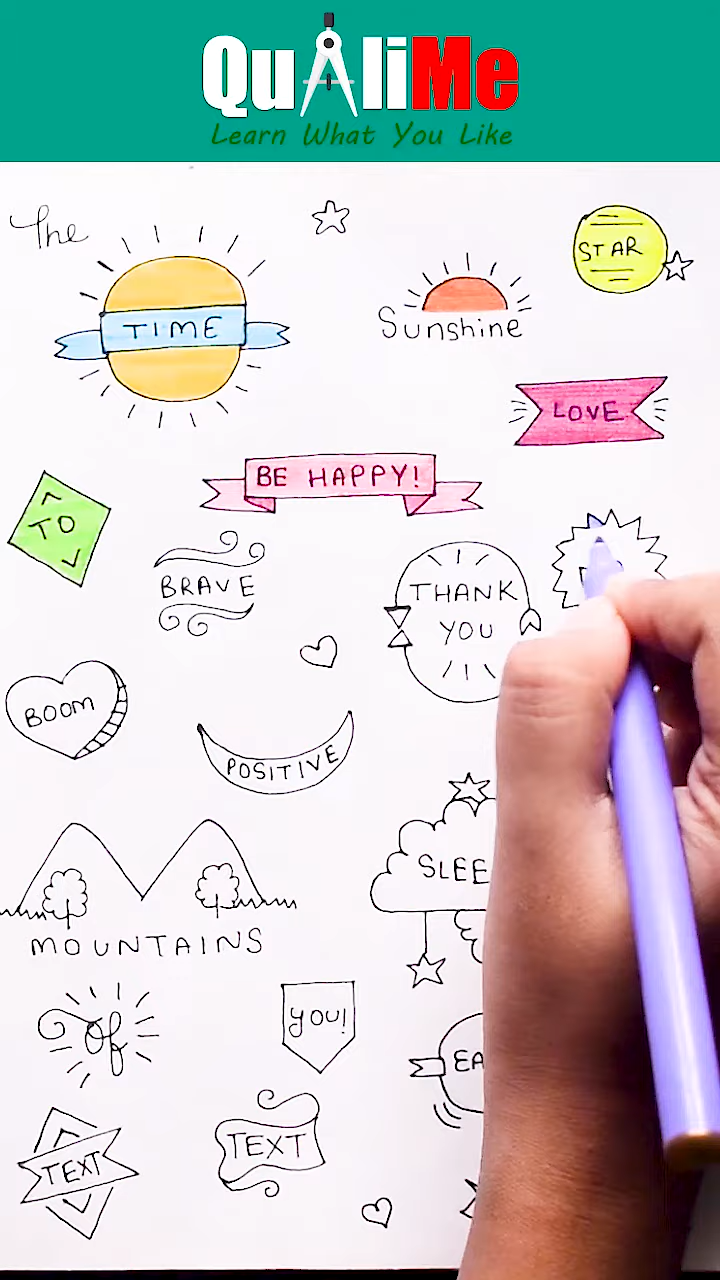 QuAliMe
Learn What You Like
The
TIME
Sunshine
STAR
LOVE
BE HAPPY!
TO
BRAVE
THANK
YOU
BOOM
POSITIVE
SLEE
MOUNTAINS
of
YOU!
EA
TEXT
TEXT